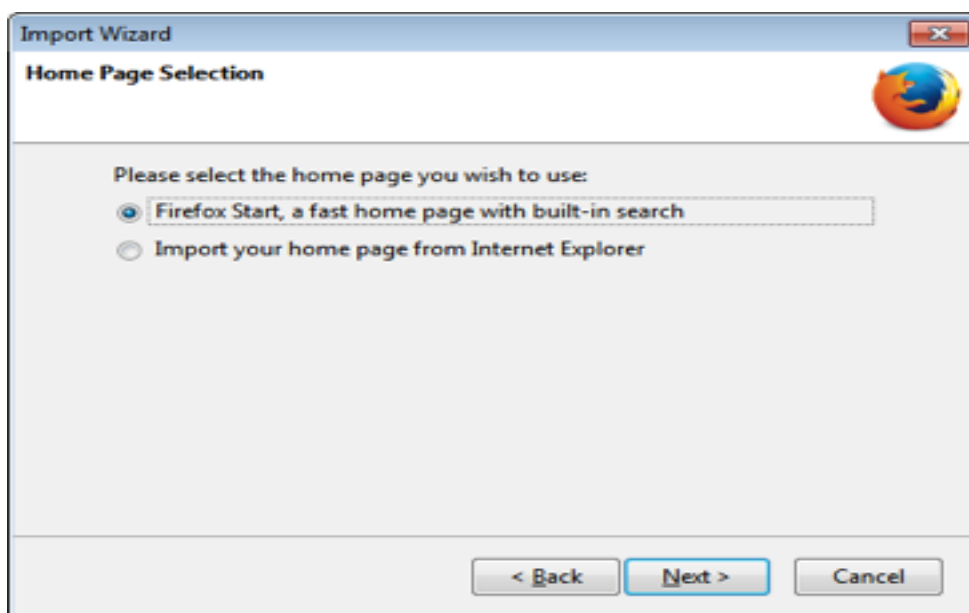 Import Wizard
Home Page Selection
Please select the home page you wish to use:
Firefox Start, a fast home page with built-in search
Import your home page from Internet Explorer
< Back Next > Cancel